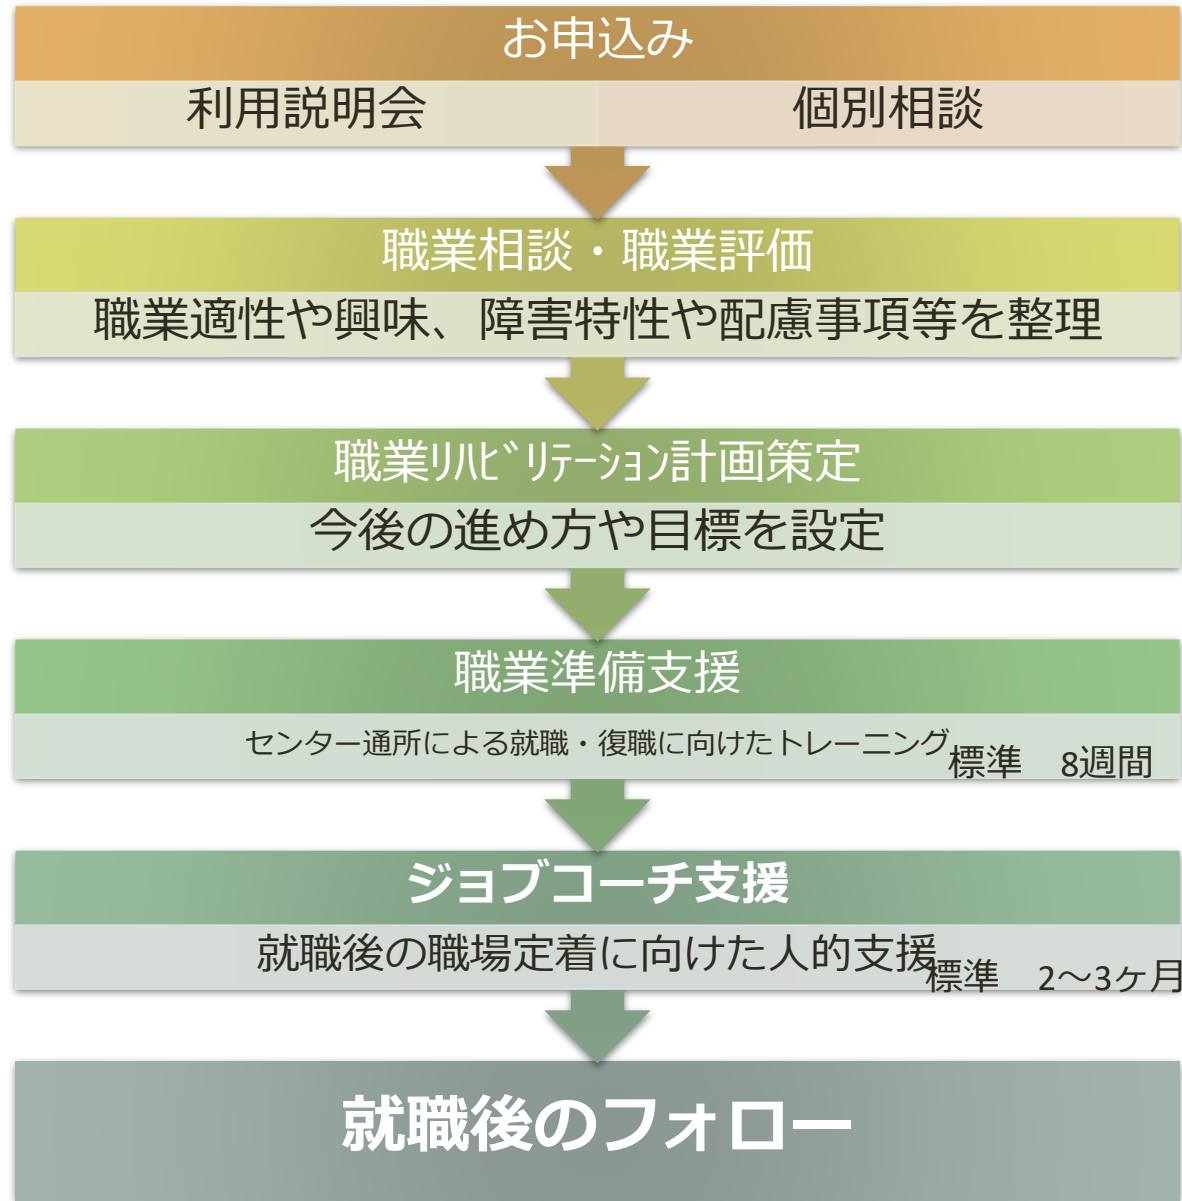 お申込み
利用説明会
個別相談
職業相談・職業評価
職業適性や興味、障害特性や配慮事項等を整理
職業ﾘﾊﾋﾞﾘﾃｰｼｮﾝ計画策定
今後の進め方や目標を設定
職業準備支援
センター通所による就職・復職に向けたトレーニング
標準　8週間
ジョブコーチ支援
就職後の職場定着に向けた人的支援
標準　2～3ヶ月
就職後のフォロー